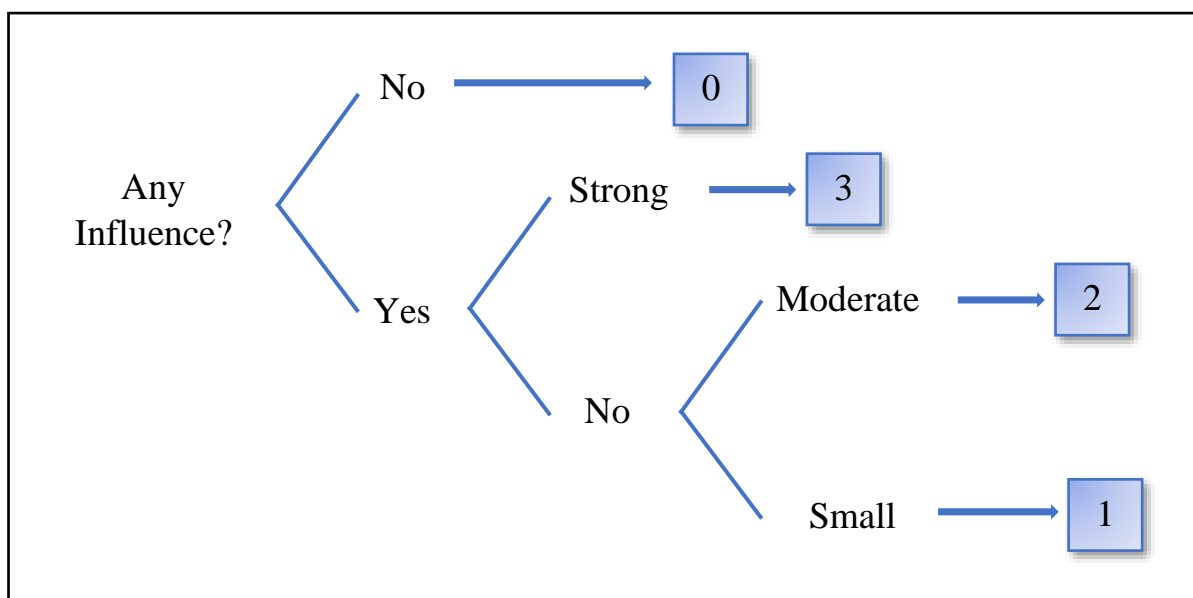 No
0
Any
Influence?
Strong
3
Yes
Moderate
2
No
Small
1